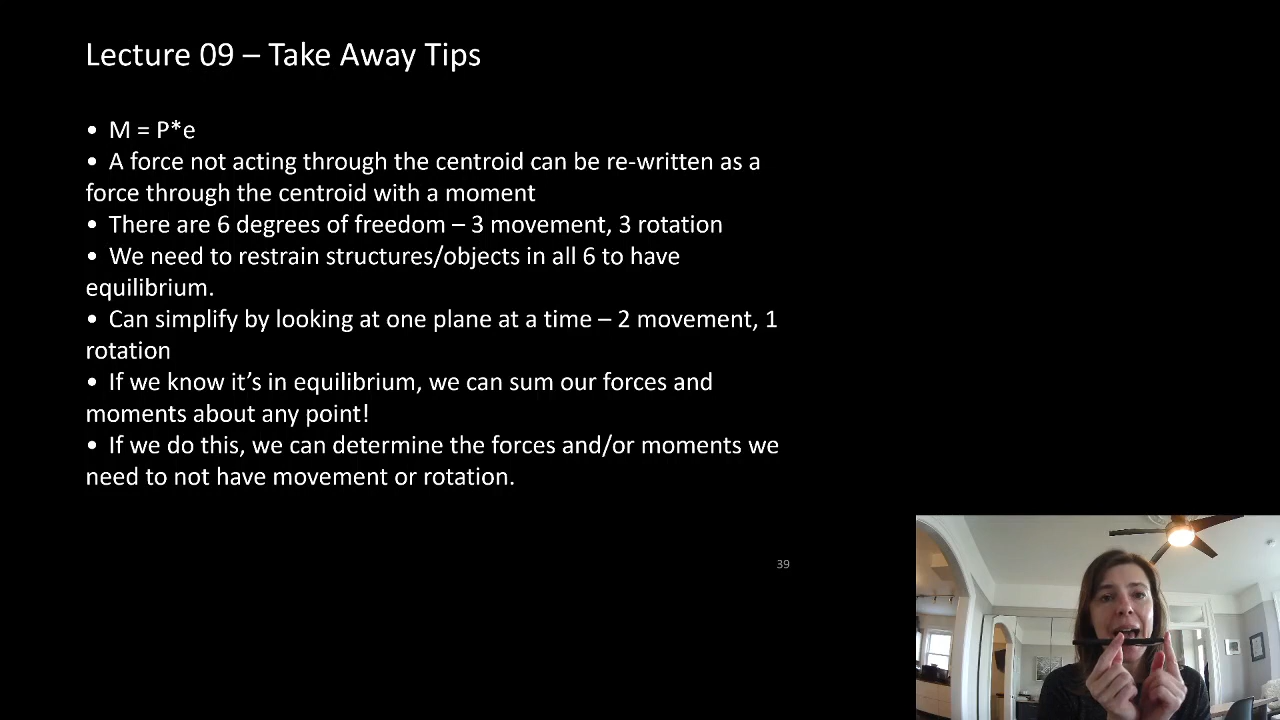 Lecture 09 – Take Away Tips
• M = P*e
• A force not acting through the centroid can be re-written as a
force through the centroid with a moment
• There are 6 degrees of freedom – 3 movement, 3 rotation
• We need to restrain structures/objects in all 6 to have
equilibrium.
• Can simplify by looking at one plane at a time – 2 movement, 1
rotation
• If we know it’s in equilibrium, we can sum our forces and
moments about any point!
• If we do this, we can determine the forces and/or moments we
need to not have movement or rotation.
39